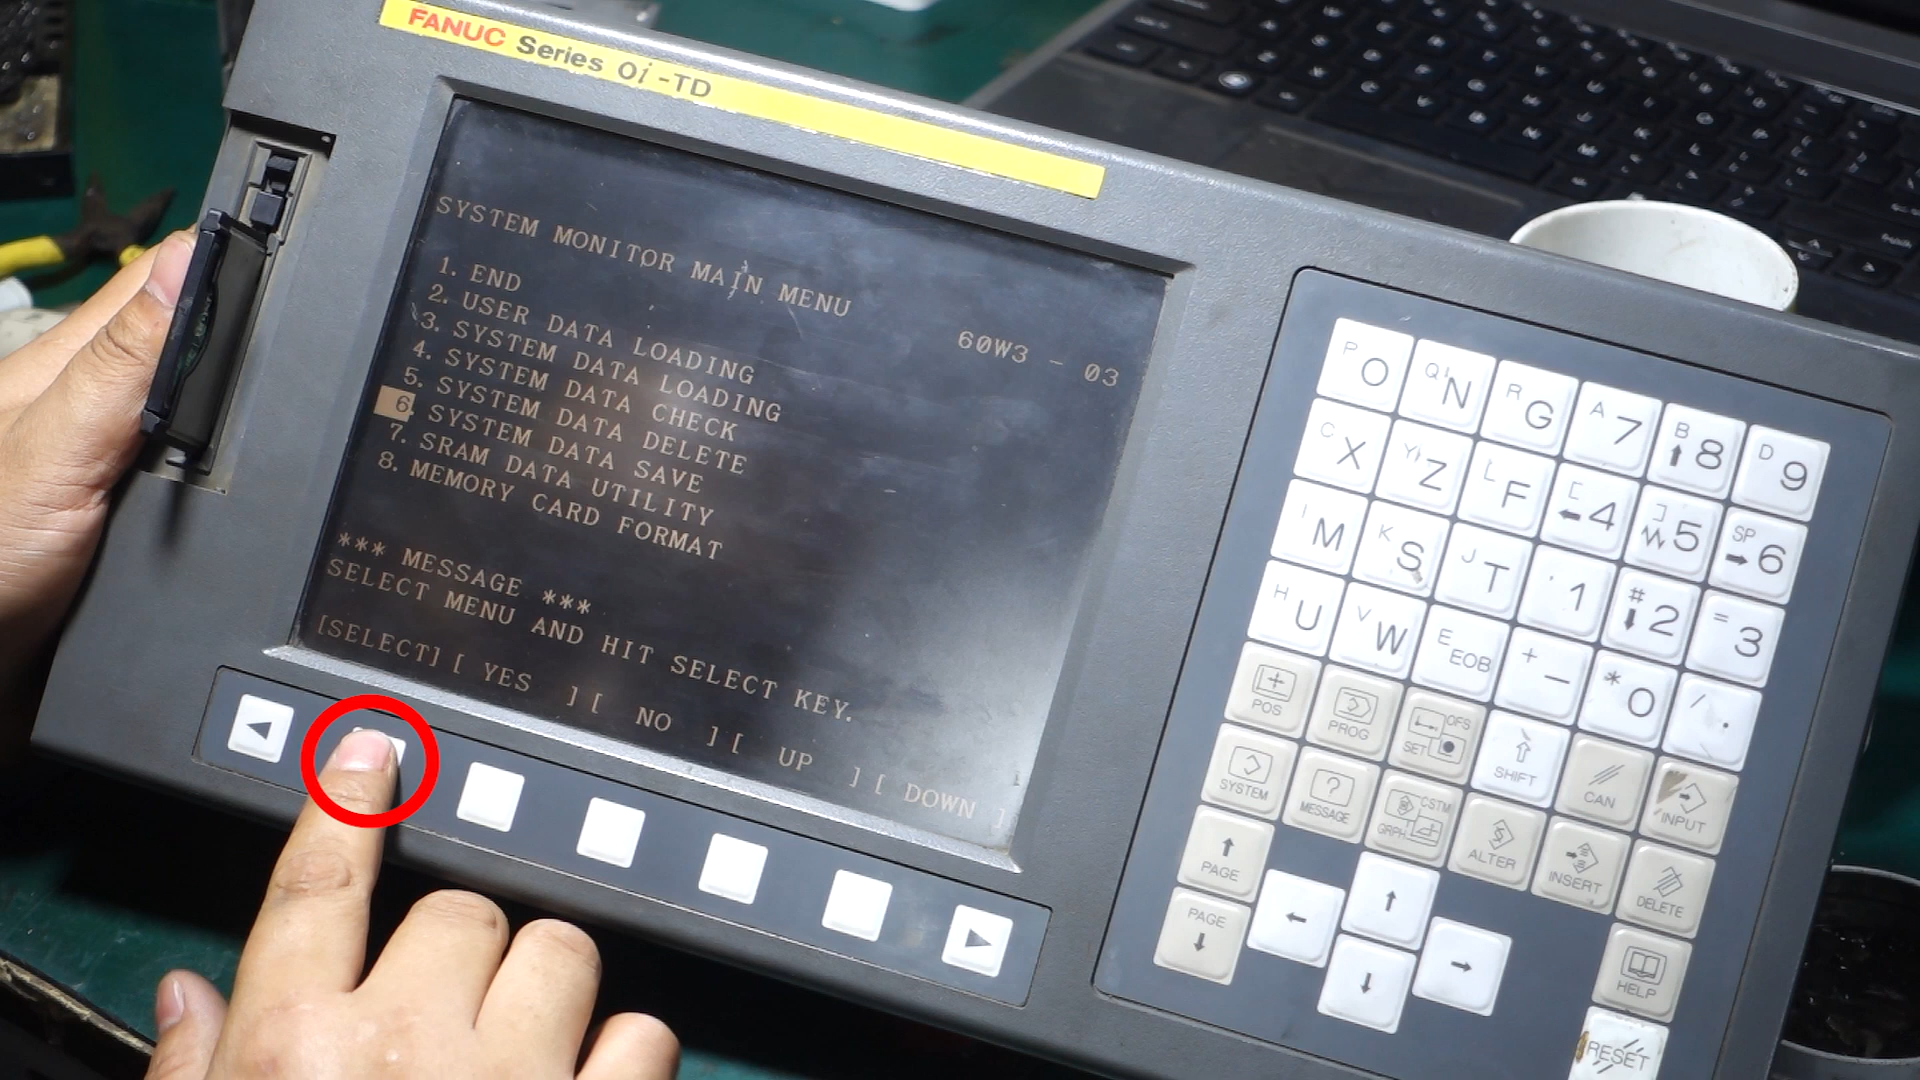 FANUC Series 0i-TD
SYSTEM MONITOR MAIN MENU
60W3 - 03
1. END
2. USER DATA LOADING
3. SYSTEM DATA LOADING
4. SYSTEM DATA CHECK
5. SYSTEM DATA DELETE
6. SYSTEM DATA SAVE
7. SRAM DATA UTILITY
8. MEMORY CARD FORMAT
*** MESSAGE ***
SELECT MENU AND HIT SELECT KEY.
[SELECT] [ YES ] [ NO ] [ UP ] [ DOWN ]
P O Q N R G A 7 B 8 D 9
C X Y Z L F [ 4 ] W 5 SP 6
I M K S J T , 1 # 2 = 3
H U V W E EOB + - * 0 / .
POS PROG OFS SET SHIFT CAN INPUT
SYSTEM MESSAGE CSTM GRPH ALTER INSERT DELETE
PAGE
PAGE
HELP
RESET